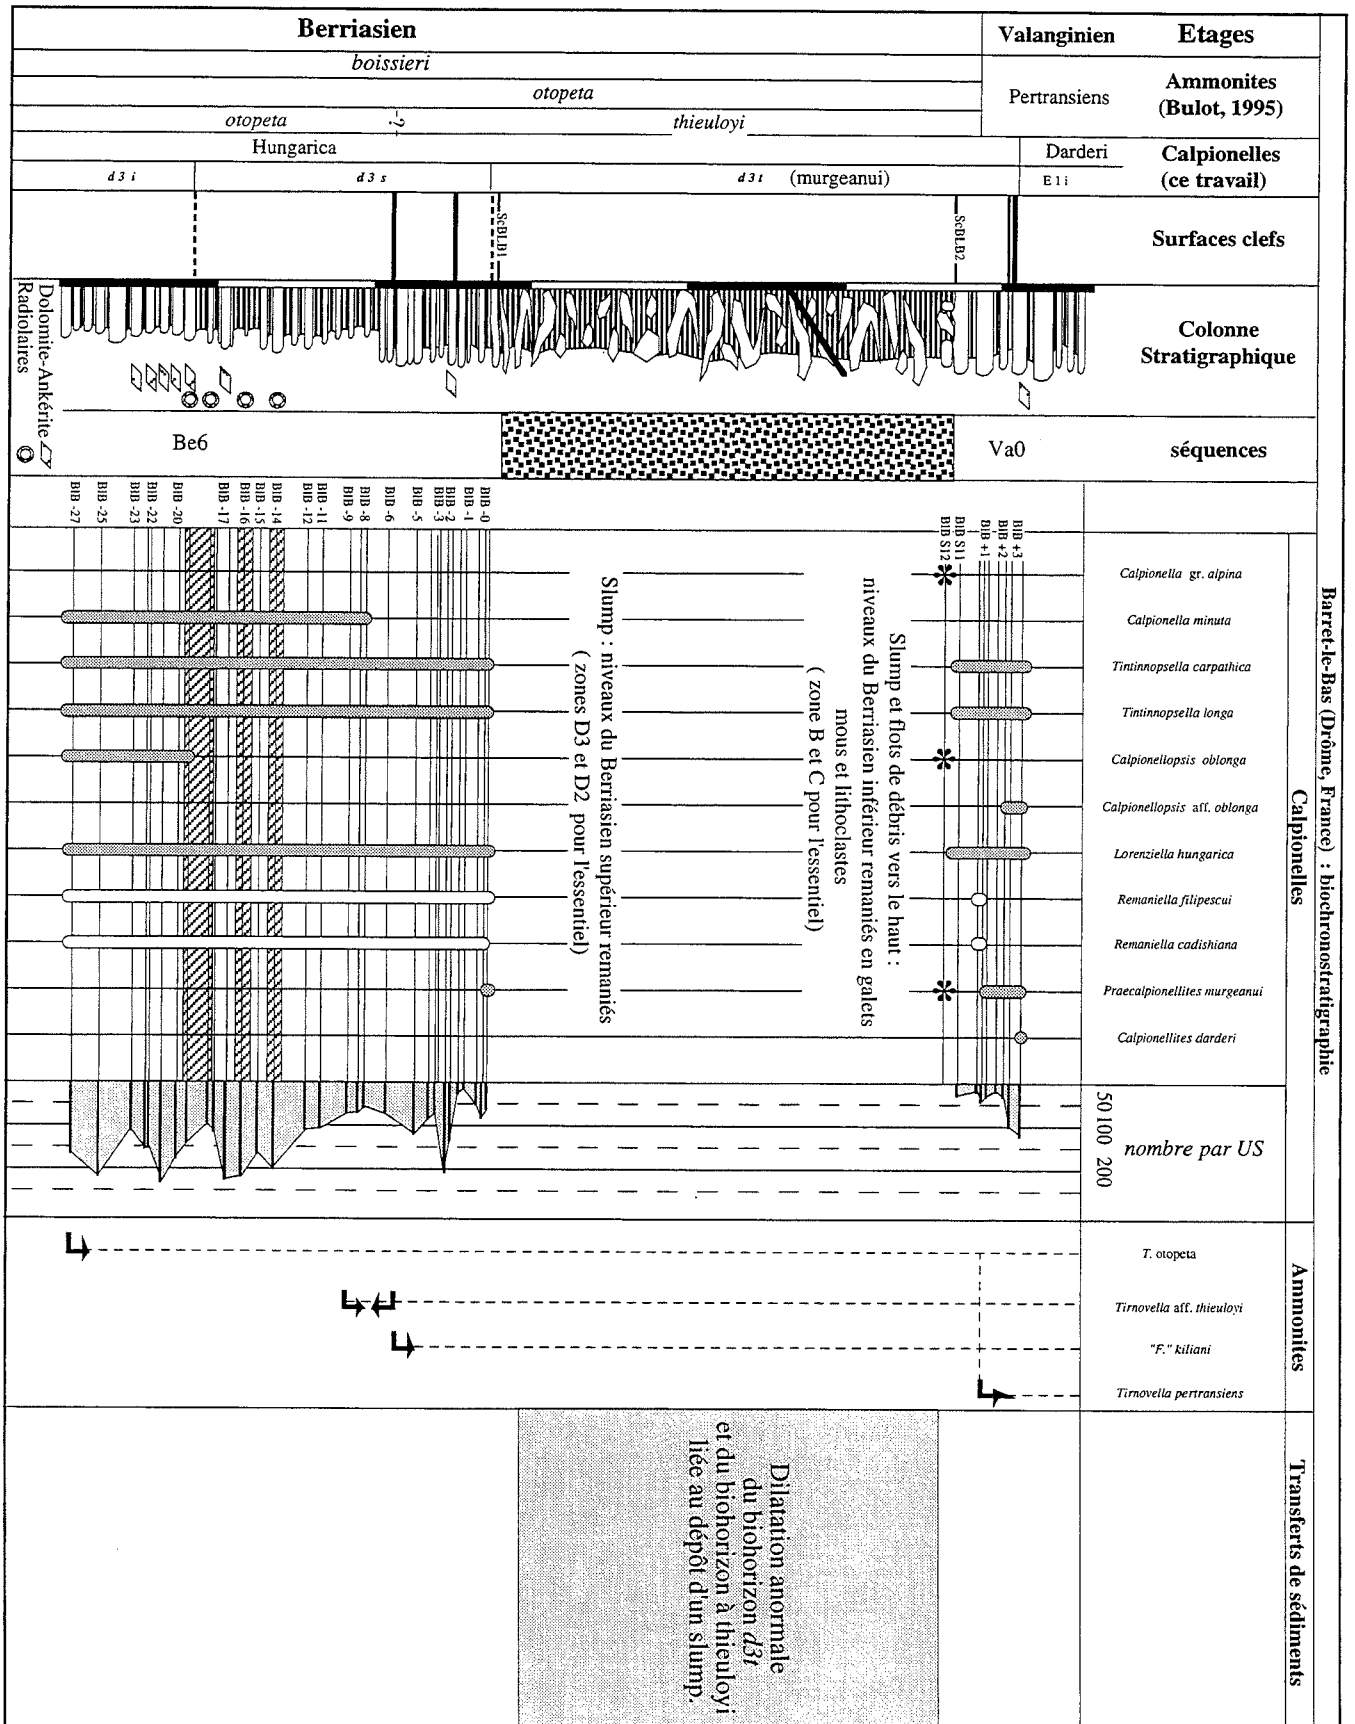 Barret-le-Bas (Drôme, France) : biochronostratigraphie
Berriasien
Valanginien
Etages
boissieri
otopeta
Pertransiens
Ammonites
(Bulot, 1995)
otopeta
-?-
thieuloyi
Hungarica
Darderi
Calpionelles
(ce travail)
d3i
d3s
d3t (murgeanui)
E1i
ScBLB1
ScBLB2
Surfaces clefs
Colonne
Stratigraphique
Dolomite-Ankérite
Radiolaires
Be6
Va0
séquences
BlB -27
BlB -25
BlB -23
BlB -22
BlB -20
BlB -17
BlB -16
BlB -15
BlB -14
BlB -12
BlB -11
BlB -9
BlB -8
BlB -6
BlB -5
BlB -3
BlB -2
BlB -1
BlB -0
BlB S12
BlB S11
BlB +1
BlB +2
BlB +3
Calpionelles
Calpionella gr. alpina
Calpionella minuta
Tintinnopsella carpathica
Tintinnopsella longa
Calpionellopsis oblonga
Calpionellopsis aff. oblonga
Lorenziella hungarica
Remaniella filipescui
Remaniella cadishiana
Praecalpionellites murgeanui
Calpionellites darderi
Slump : niveaux du Berriasien supérieur remaniés
( zones D3 et D2 pour l'essentiel)
Slump et flots de débris vers le haut :
niveaux du Berriasien inférieur remaniés en galets
mous et lithoclastes
( zone B et C pour l'essentiel)
50 100 200
nombre par US
Ammonites
T. otopeta
Tirnovella aff. thieuloyi
"F." kiliani
Tirnovella pertransiens
Transferts de sédiments
Dilatation anormale
du biohorizon d3t
et du biohorizon à thieuloyi
liée au dépôt d'un slump.